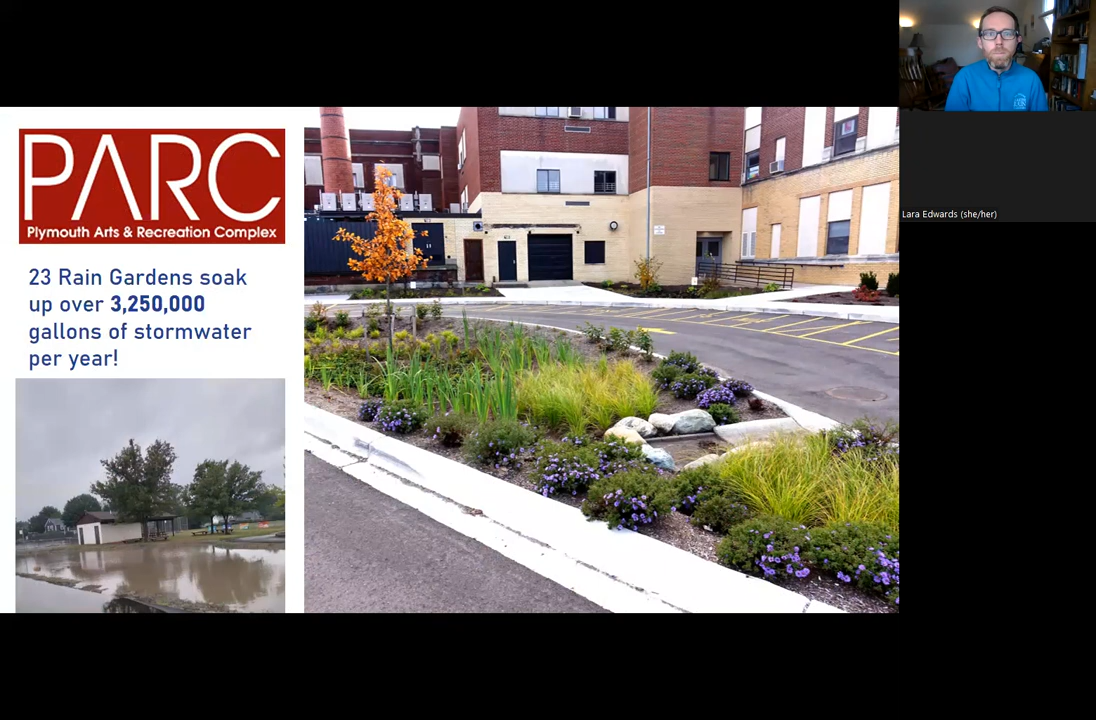 PARC
Plymouth Arts & Recreation Complex
23 Rain Gardens soak
up over 3,250,000
gallons of stormwater
per year!
Lara Edwards (she/her)